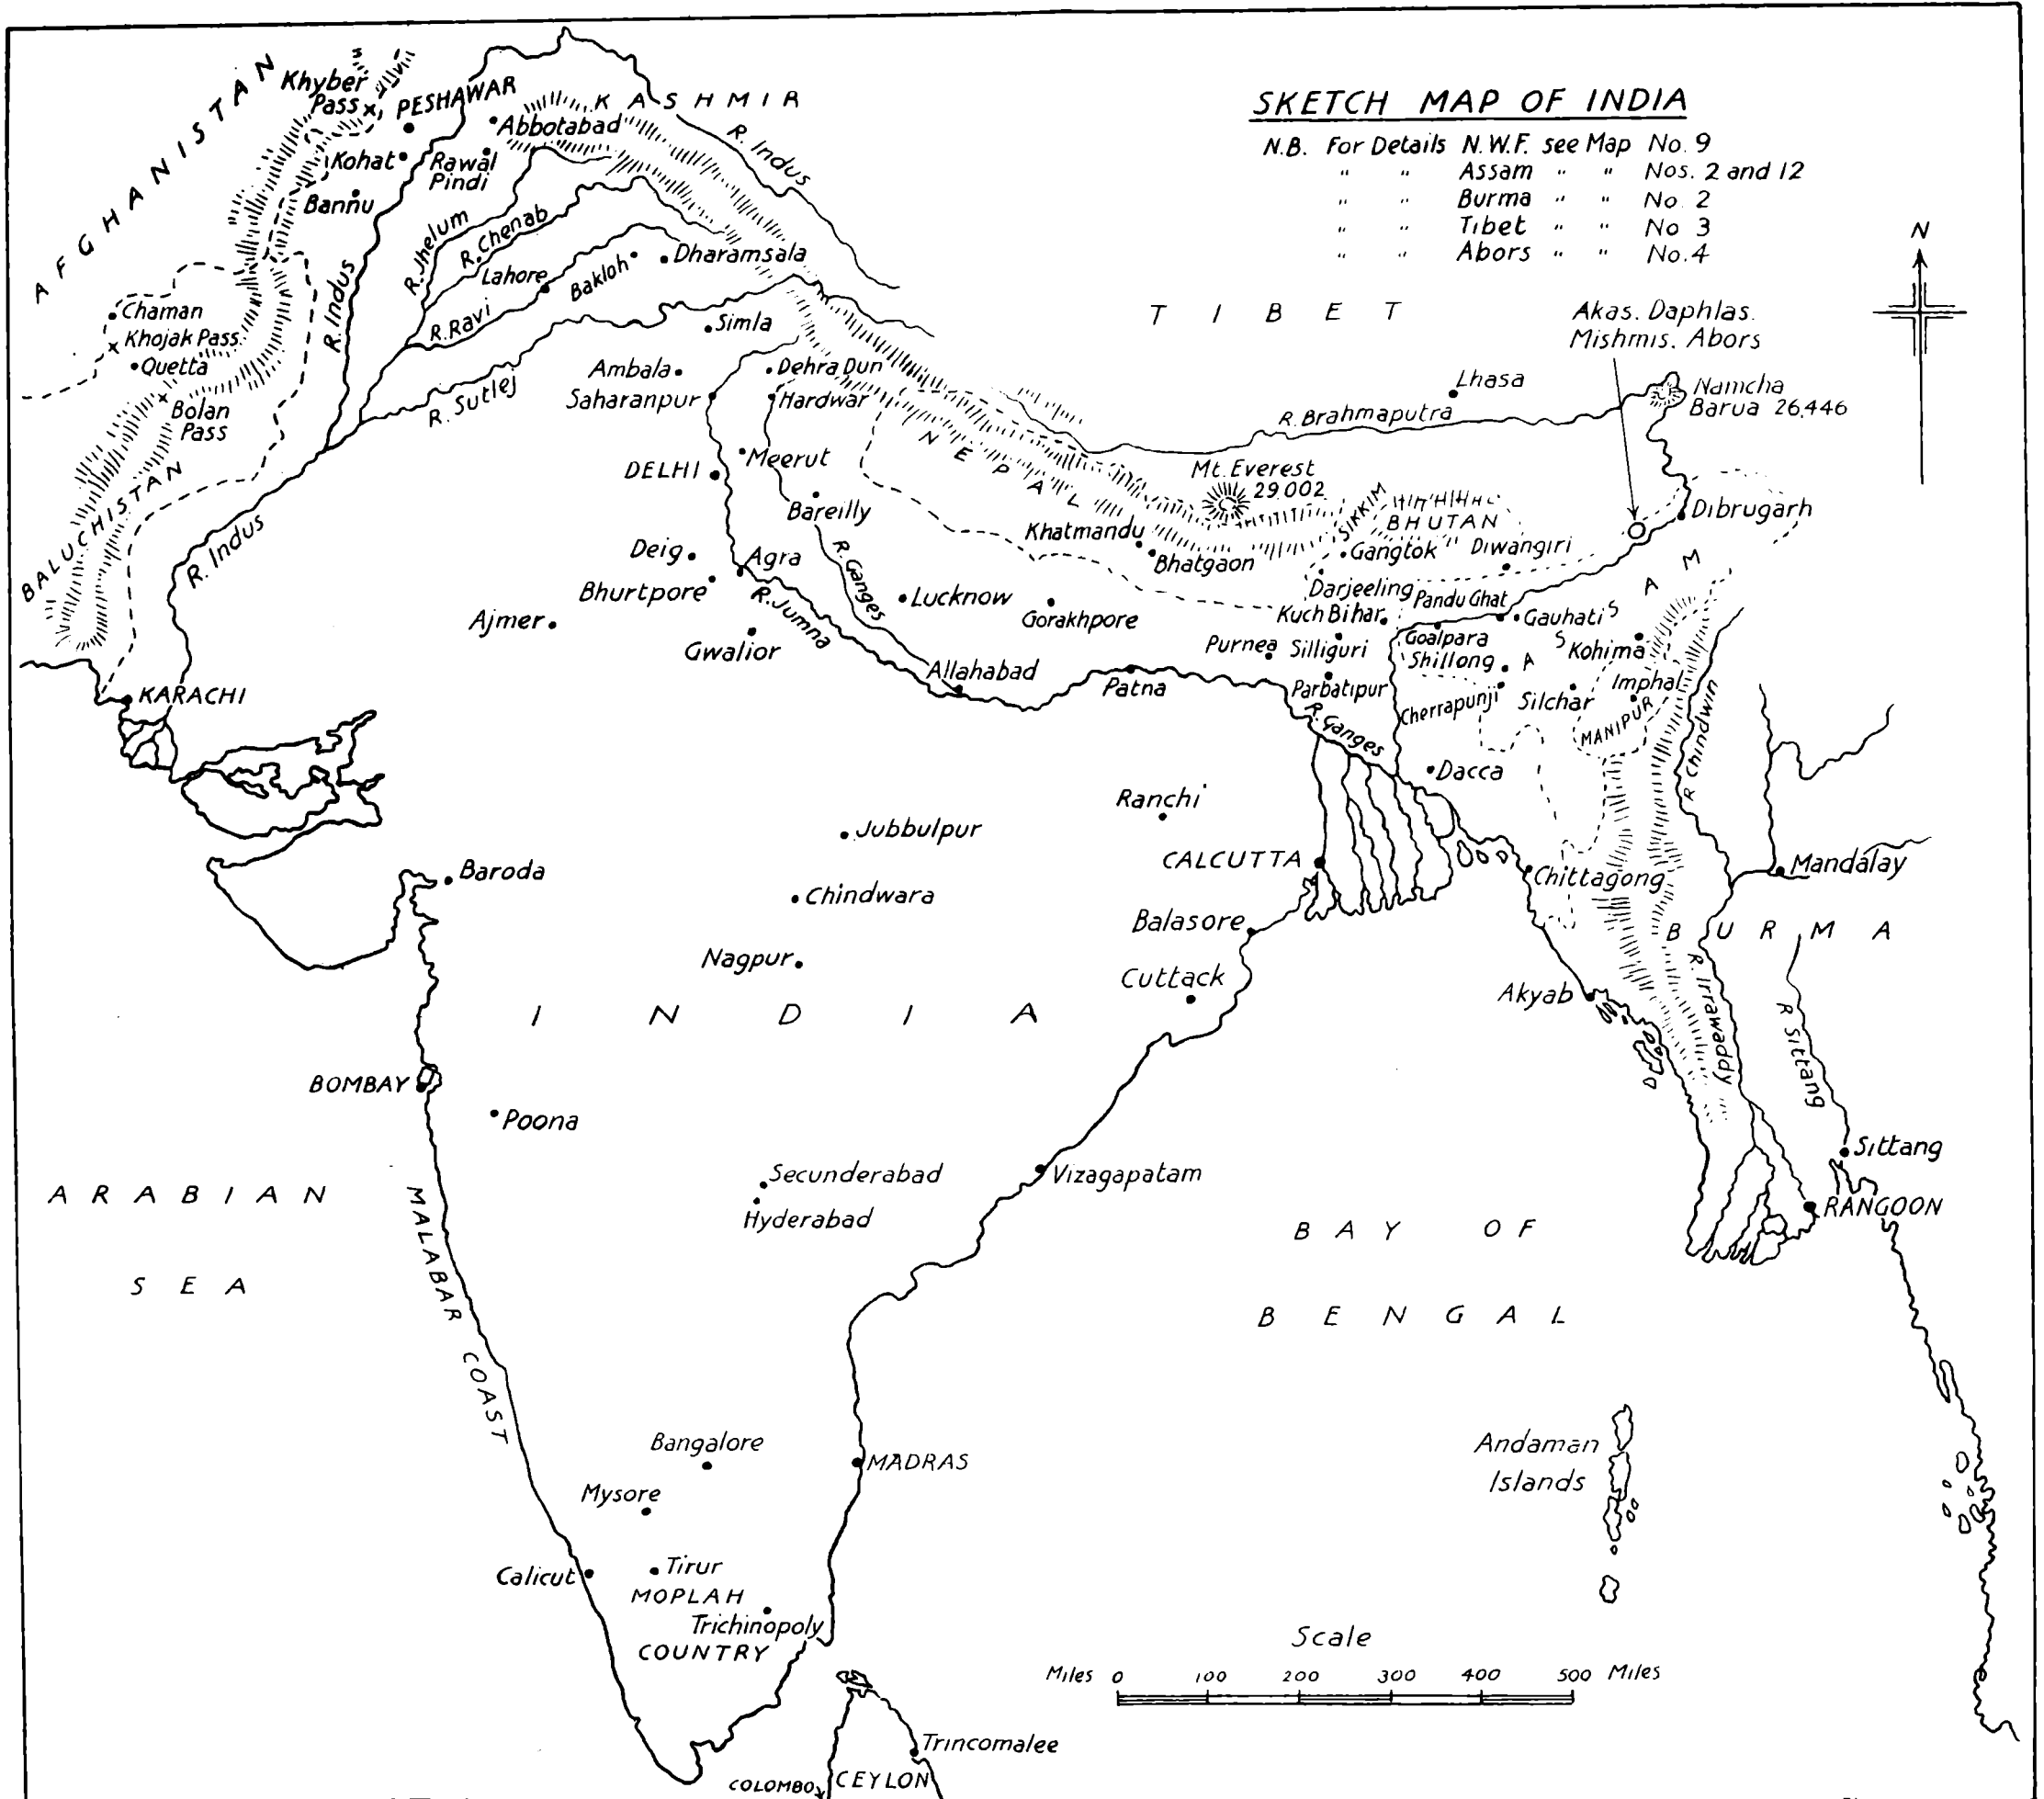 SKETCH MAP OF INDIA
N.B. For Details N.W.F. see Map No. 9
" " Assam " " Nos. 2 and 12
" " Burma " " No 2
" " Tibet " " No 3
" " Abors " " No. 4
N
AFGHANISTAN
Khyber
Pass
PESHAWAR
KASHMIR
Abbotabad
R. Indus
Kohat
Rawal
Pindi
Bannu
R. Jhelum
R. Chenab
Lahore
Bakloh
Dharamsala
R. Indus
R. Ravi
Chaman
Khojak Pass
Quetta
Simla
TIBET
Akas. Daphlas.
Mishmis. Abors
Ambala
Dehra Dun
Saharanpur
Hardwar
R. Sutlej
Bolan
Pass
Lhasa
R. Brahmaputra
Namcha
Barua 26,446
BALUCHISTAN
DELHI
Meerut
NEPAL
Mt. Everest
29.002
SIKKIM
BHUTAN
Dibrugarh
Bareilly
Khatmandu
Bhatgaon
Gangtok
Diwangiri
R. Indus
Deig
Agra
R. Ganges
Bhurtpore
R. Jumna
Lucknow
Gorakhpore
Darjeeling
Pandu Ghat
Kuch Bihar
Gauhati
ASSAM
Ajmer
Gwalior
Purnea
Silliguri
Goalpara
Shillong
Kohima
Allahabad
Patna
Parbatipur
Cherrapunji
Silchar
Imphal
MANIPUR
R Chindwin
KARACHI
R. Ganges
Dacca
Ranchi
Jubbulpur
CALCUTTA
Mandalay
Baroda
Chittagong
Chindwara
Balasore
BURMA
Nagpur
Cuttack
Akyab
R. Irrawaddy
R Sittang
INDIA
BOMBAY
Poona
Sittang
Secunderabad
Hyderabad
Vizagapatam
RANGOON
ARABIAN
SEA
MALABAR COAST
BAY OF
BENGAL
Bangalore
MADRAS
Andaman
Islands
Mysore
Calicut
Tirur
MOPLAH
Trichinopoly
COUNTRY
Scale
Miles 0 100 200 300 400 500 Miles
Trincomalee
COLOMBO
CEYLON